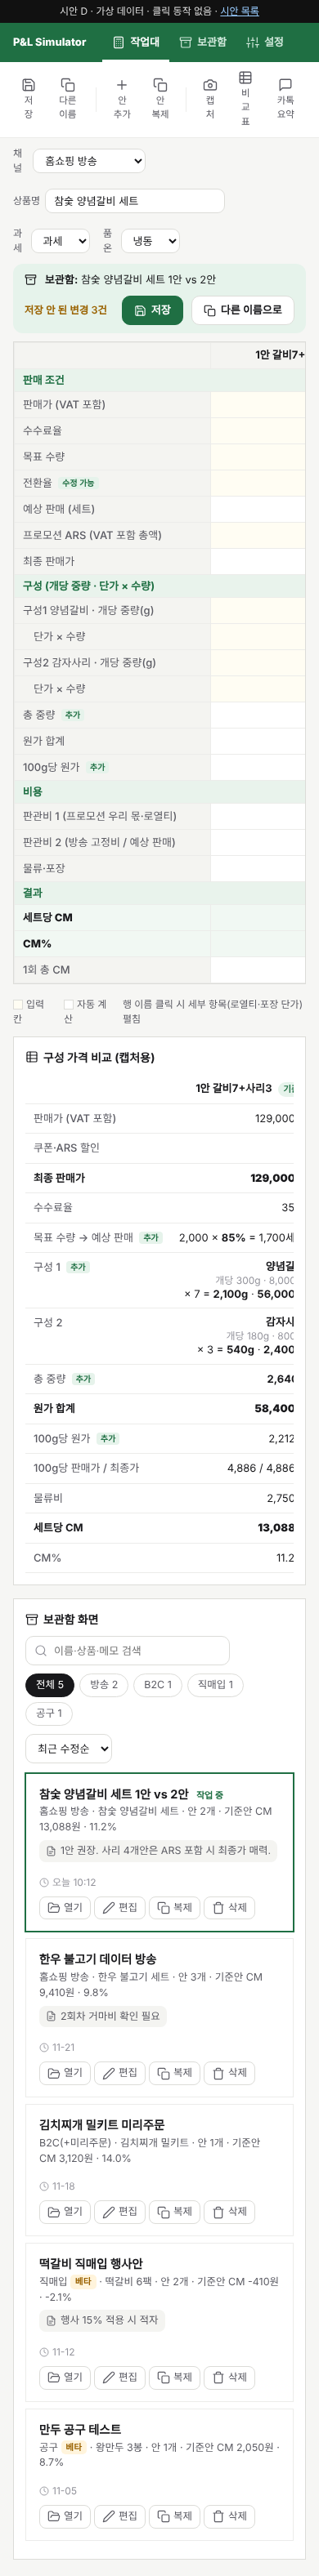 시안 D · 가상 데이터 · 클릭 동작 없음 · 시안 목록
P&L Simulator 작업대 보관함 설정
저장 다른 이름 안 추가 안 복제 캡처 비교표 카톡 요약
채널 홈쇼핑 방송
상품명 참숯 양념갈비 세트
과세 과세 품온 냉동
보관함: 참숯 양념갈비 세트 1안 vs 2안
저장 안 된 변경 3건 저장 다른 이름으로
1안 갈비7+
판매 조건
판매가 (VAT 포함)
수수료율
목표 수량
전환율 수정 가능
예상 판매 (세트)
프로모션 ARS (VAT 포함 총액)
최종 판매가
구성 (개당 중량 · 단가 × 수량)
구성1 양념갈비 · 개당 중량(g)
단가 × 수량
구성2 감자사리 · 개당 중량(g)
단가 × 수량
총 중량 추가
원가 합계
100g당 원가 추가
비용
판관비 1 (프로모션 우리 몫·로열티)
판관비 2 (방송 고정비 / 예상 판매)
물류·포장
결과
세트당 CM
CM%
1회 총 CM
입력 칸 자동 계산 행 이름 클릭 시 세부 항목(로열티·포장 단가) 펼침
구성 가격 비교 (캡처용)
1안 갈비7+사리3
판매가 (VAT 포함) 129,000
쿠폰·ARS 할인
최종 판매가 129,000
수수료율 35
목표 수량 → 예상 판매 추가 2,000 × 85% = 1,700세
구성 1 추가 양념갈
개당 300g · 8,000
× 7 = 2,100g · 56,000
구성 2 감자사
개당 180g · 800
× 3 = 540g · 2,400
총 중량 추가 2,640
원가 합계 58,400
100g당 원가 추가 2,212
100g당 판매가 / 최종가 4,886 / 4,886
물류비 2,750
세트당 CM 13,088
CM% 11.2
보관함 화면
이름·상품·메모 검색
전체 5 방송 2 B2C 1 직매입 1
공구 1
최근 수정순
참숯 양념갈비 세트 1안 vs 2안 작업 중
홈쇼핑 방송 · 참숯 양념갈비 세트 · 안 2개 · 기준안 CM
13,088원 · 11.2%
1안 권장. 사리 4개안은 ARS 포함 시 최종가 매력.
오늘 10:12
열기 편집 복제 삭제
한우 불고기 데이터 방송
홈쇼핑 방송 · 한우 불고기 세트 · 안 3개 · 기준안 CM
9,410원 · 9.8%
2회차 거마비 확인 필요
11-21
열기 편집 복제 삭제
김치찌개 밀키트 미리주문
B2C(+미리주문) · 김치찌개 밀키트 · 안 1개 · 기준안
CM 3,120원 · 14.0%
11-18
열기 편집 복제 삭제
떡갈비 직매입 행사안
직매입 베타 · 떡갈비 6팩 · 안 2개 · 기준안 CM -410원
· -2.1%
행사 15% 적용 시 적자
11-12
열기 편집 복제 삭제
만두 공구 테스트
공구 베타 · 왕만두 3봉 · 안 1개 · 기준안 CM 2,050원 ·
8.7%
11-05
열기 편집 복제 삭제